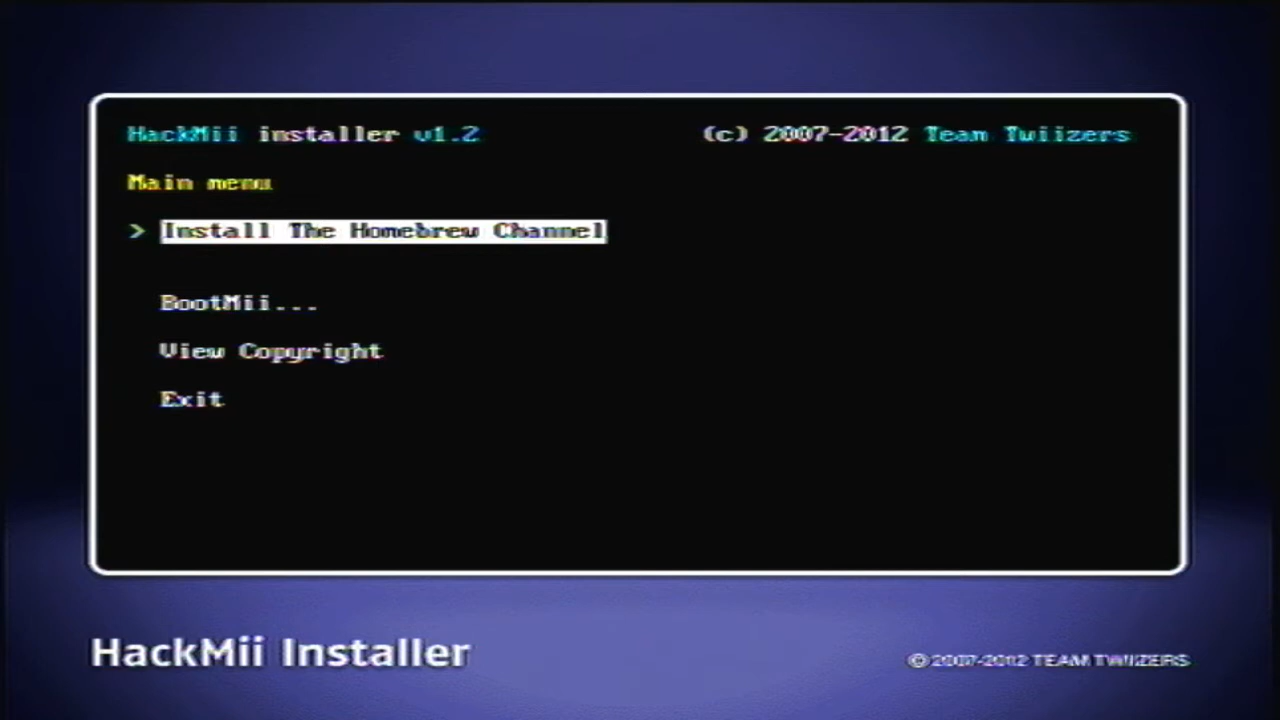 HackMii installer v1.2 (c) 2007-2012 Team Twiizers
Main menu
> Install The Homebrew Channel
BootMii...
View Copyright
Exit
HackMii Installer
© 2007-2012 TEAM TWIIZERS